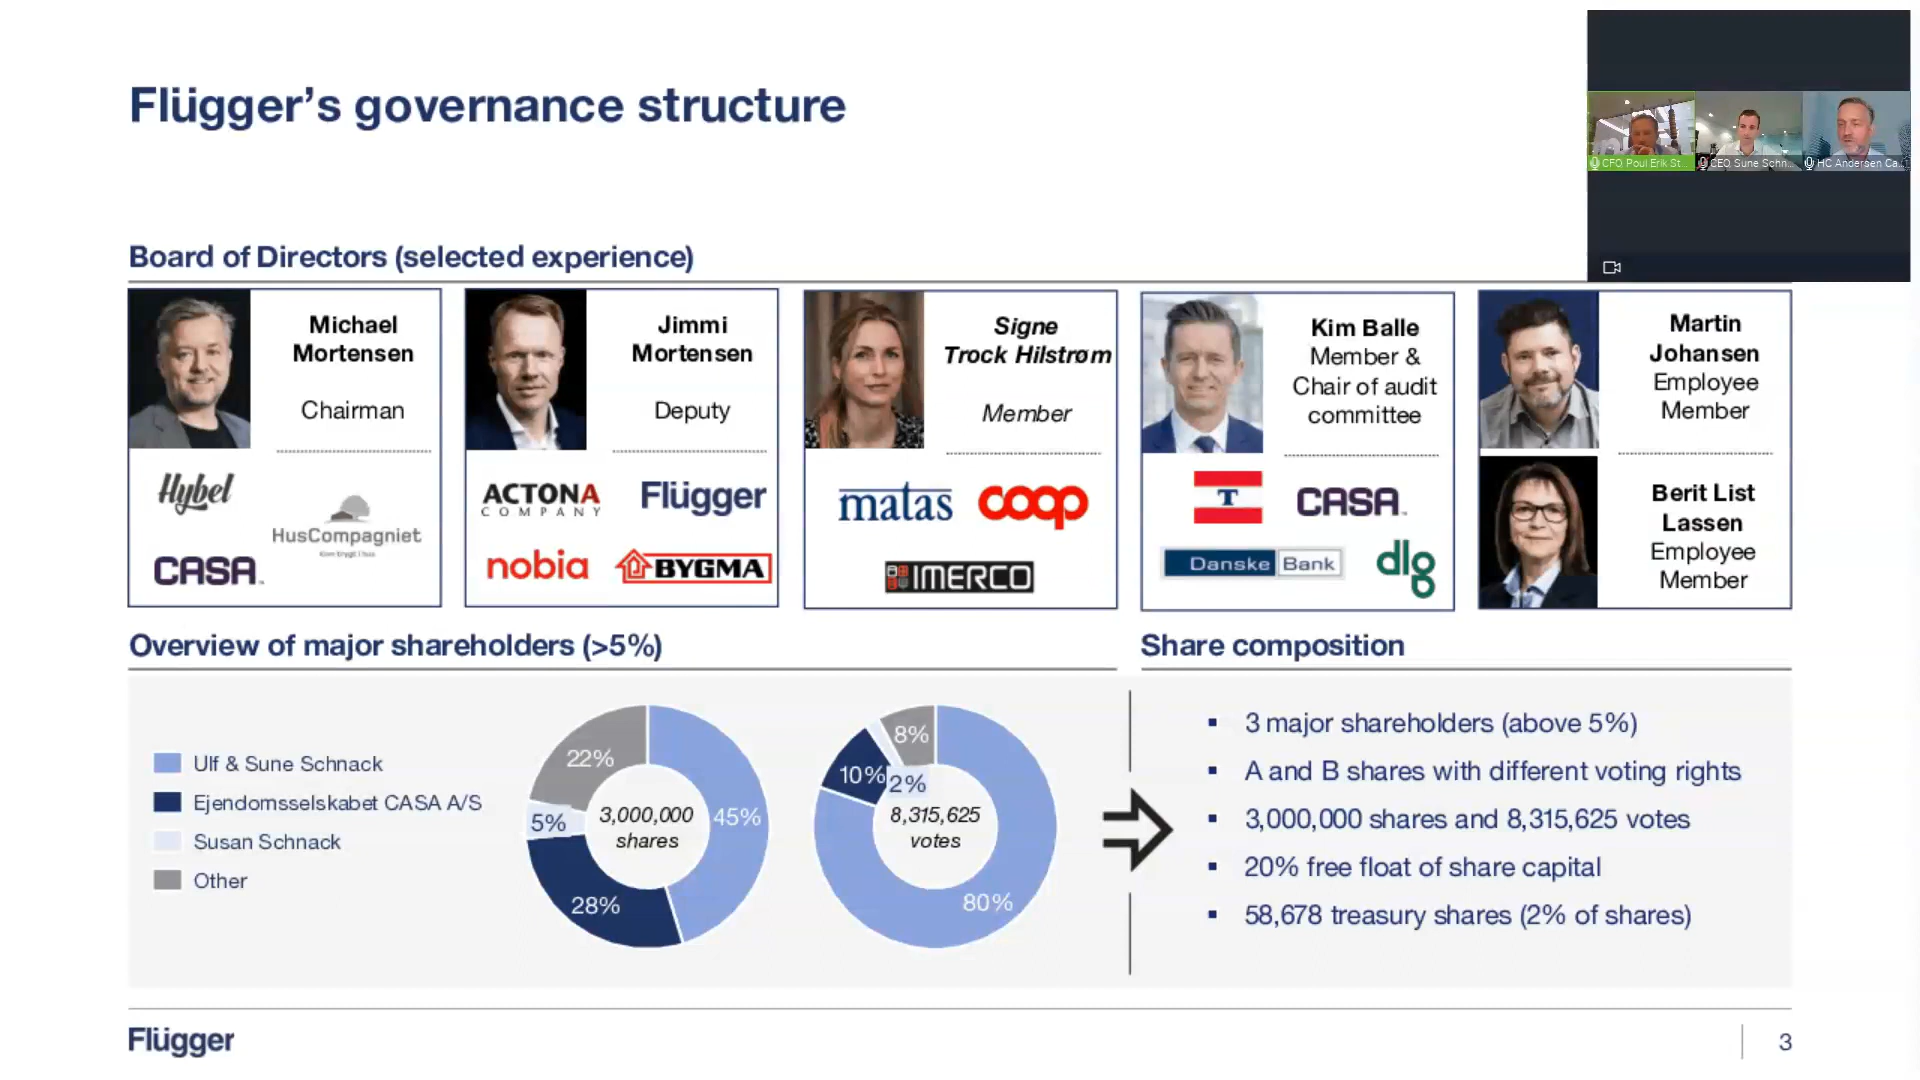 Flügger's governance structure
CFO Poul Erik St...
CEO Sune Schn...
HC Andersen Ca...
Board of Directors (selected experience)
Michael
Mortensen
Chairman
Hybel
HusCompagniet
Kom trygt i hus
CASA
Jimmi
Mortensen
Deputy
ACTONA
COMPANY
Flügger
nobia
BYGMA
Signe
Trock Hilstrøm
Member
matas
coop
IMERCO
Kim Balle
Member &
Chair of audit
committee
T
CASA
Danske Bank
dlg
Martin
Johansen
Employee
Member
Berit List
Lassen
Employee
Member
Overview of major shareholders (>5%)
Ulf & Sune Schnack
Ejendomsselskabet CASA A/S
Susan Schnack
Other
22%
45%
5%
28%
3,000,000
shares
8%
10%
2%
80%
8,315,625
votes
Share composition
▪ 3 major shareholders (above 5%)
▪ A and B shares with different voting rights
▪ 3,000,000 shares and 8,315,625 votes
▪ 20% free float of share capital
▪ 58,678 treasury shares (2% of shares)
Flügger
3